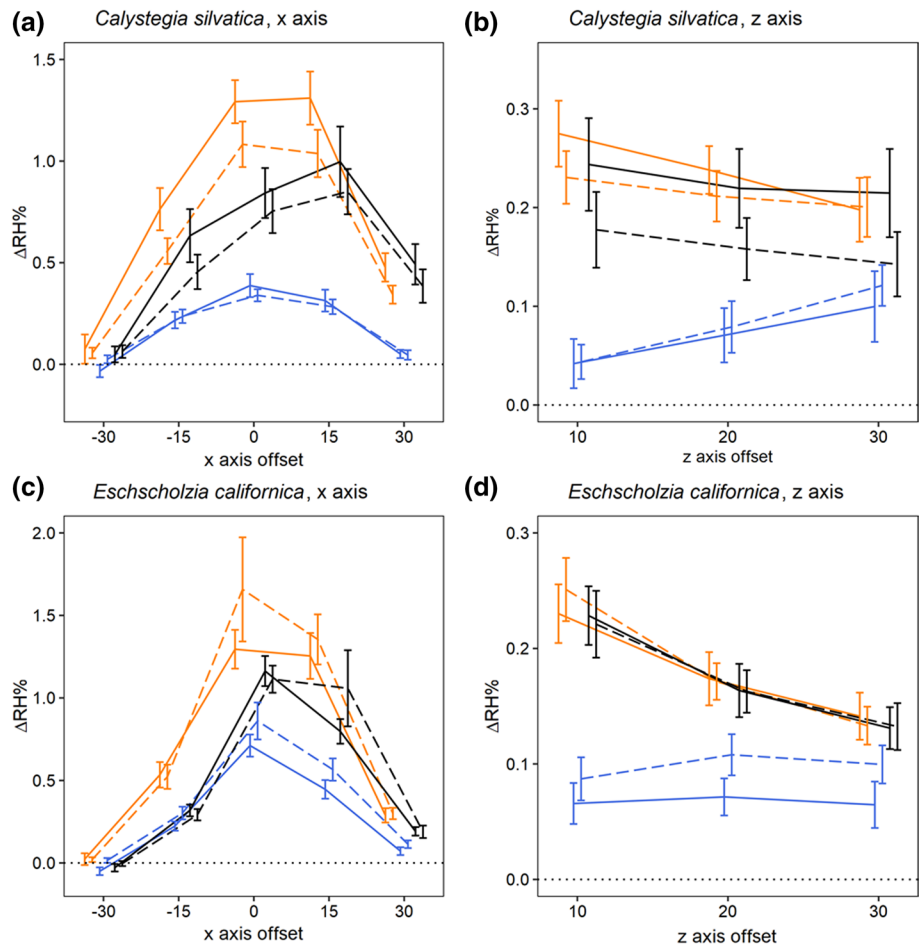 (a) Calystegia silvatica, x axis
1.5
1.0
0.5
0.0
ΔRH%
-30 -15 0 15 30
x axis offset
(b) Calystegia silvatica, z axis
0.3
0.2
0.1
0.0
ΔRH%
10 20 30
z axis offset
(c) Eschscholzia californica, x axis
2.0
1.5
1.0
0.5
0.0
ΔRH%
-30 -15 0 15 30
x axis offset
(d) Eschscholzia californica, z axis
0.3
0.2
0.1
0.0
ΔRH%
10 20 30
z axis offset